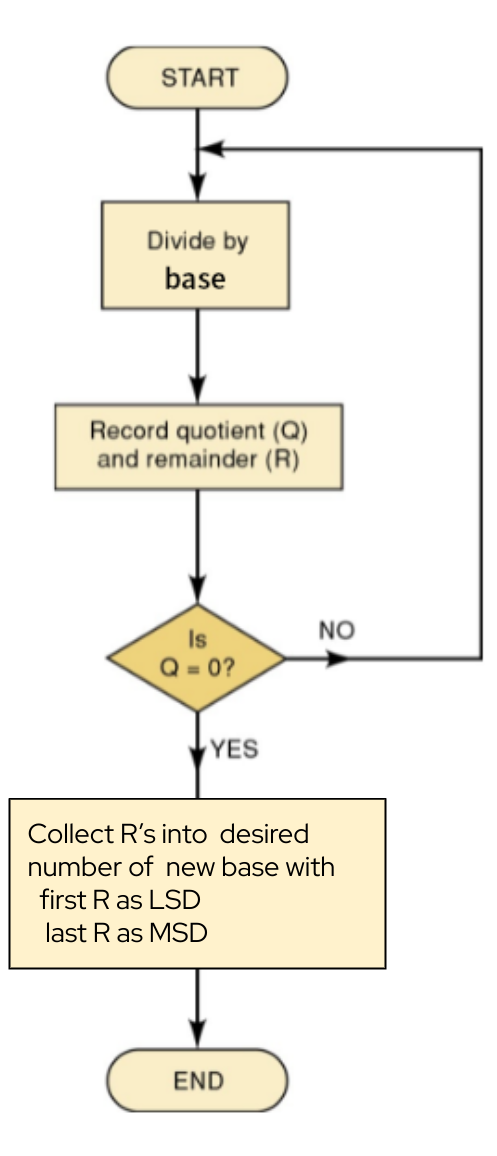 START
Divide by
base
Record quotient (Q)
and remainder (R)
Is
Q = 0?
NO
YES
Collect R's into desired
number of new base with
first R as LSD
last R as MSD
END